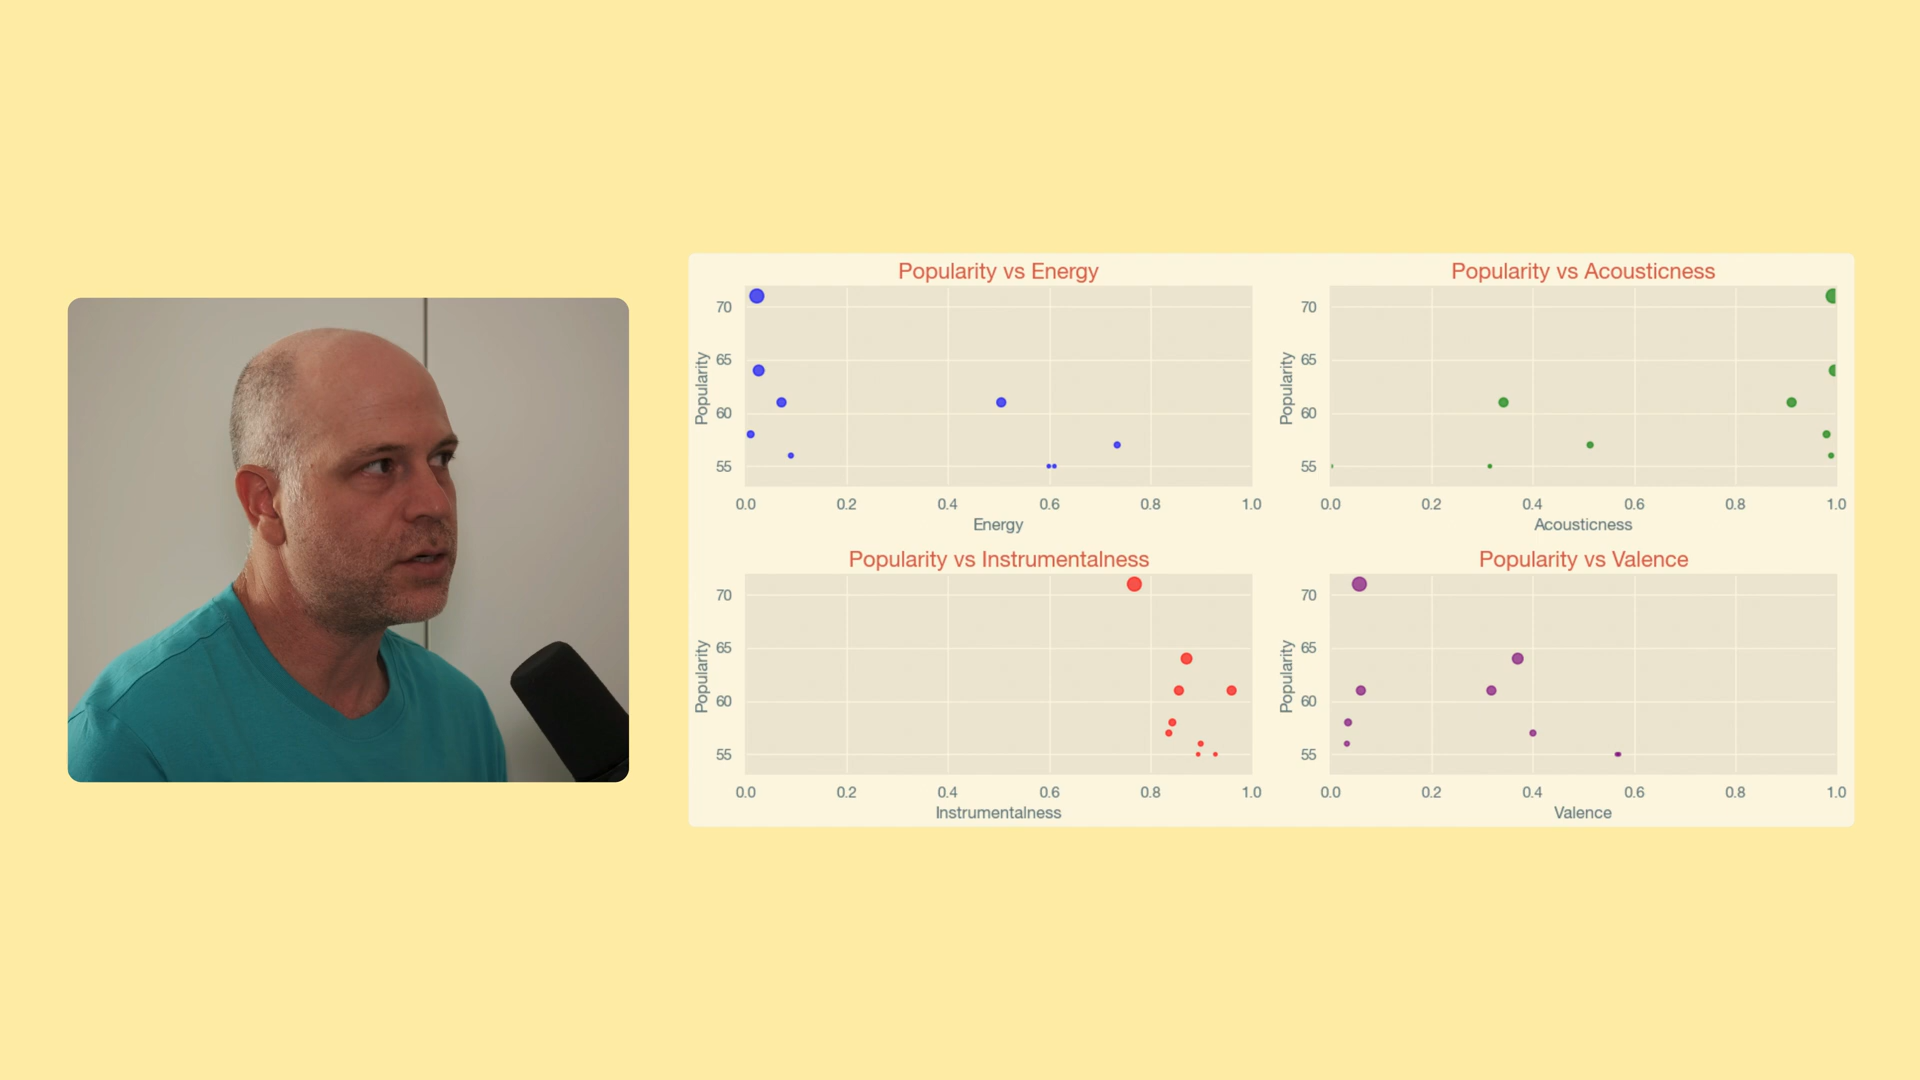 Popularity vs Energy
Popularity
70
65
60
55
0.0 0.2 0.4 0.6 0.8 1.0
Energy
Popularity vs Acousticness
Popularity
70
65
60
55
0.0 0.2 0.4 0.6 0.8 1.0
Acousticness
Popularity vs Instrumentalness
Popularity
70
65
60
55
0.0 0.2 0.4 0.6 0.8 1.0
Instrumentalness
Popularity vs Valence
Popularity
70
65
60
55
0.0 0.2 0.4 0.6 0.8 1.0
Valence